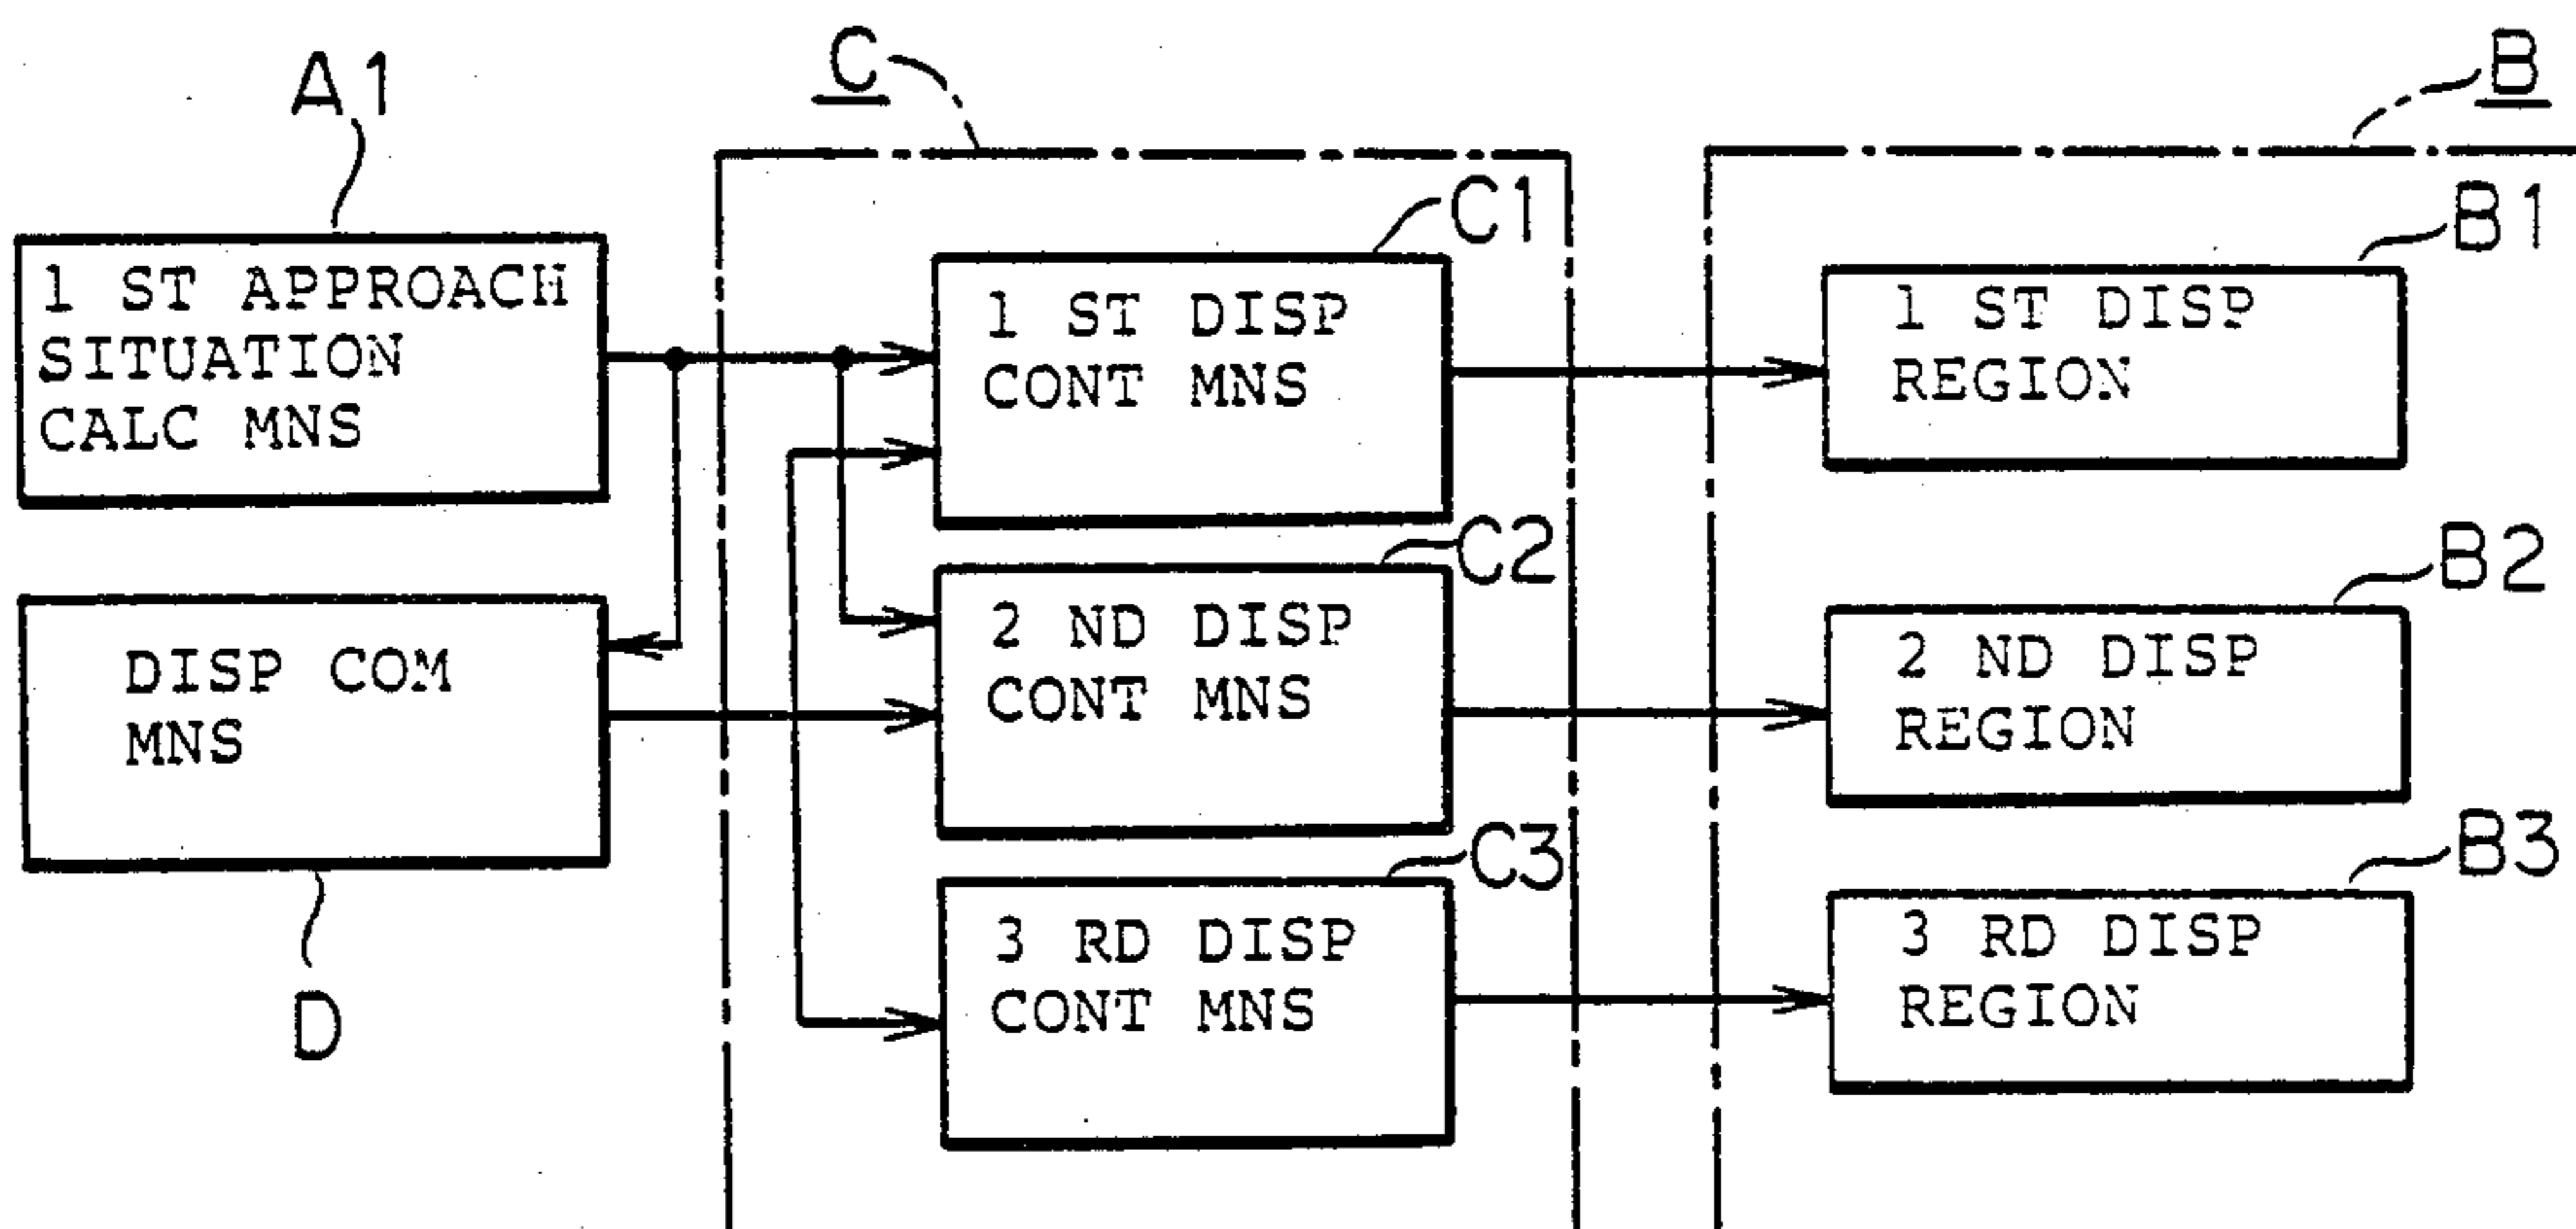 A1
C
B
1 ST APPROACH
SITUATION
CALC MNS
C1
1 ST DISP
CONT MNS
B1
1 ST DISP
REGION
DISP COM
MNS
D
C2
2 ND DISP
CONT MNS
B2
2 ND DISP
REGION
C3
3 RD DISP
CONT MNS
B3
3 RD DISP
REGION